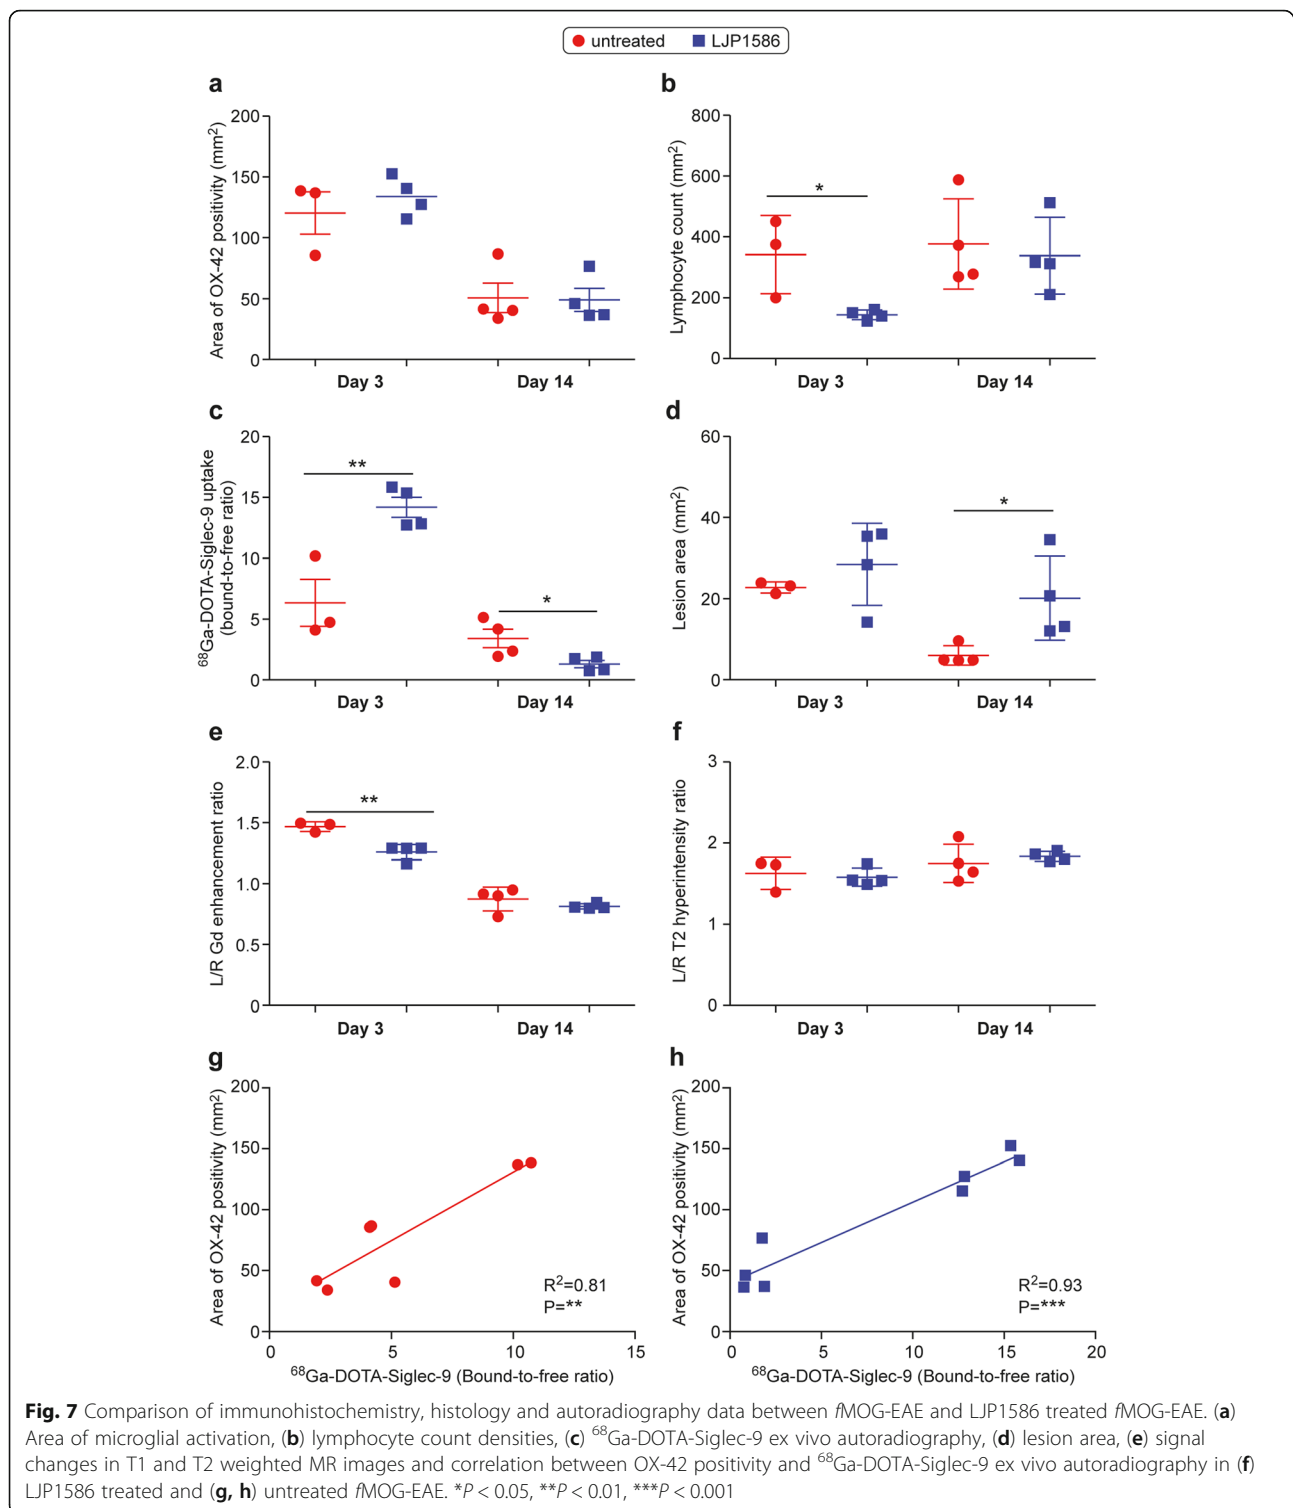 untreated LJP1586
a
Area of OX-42 positivity (mm²)
200
150
100
50
0
Day 3 Day 14
b
Lymphocyte count (mm²)
800
600
400
200
0
*
Day 3 Day 14
c
⁶⁸Ga-DOTA-Siglec-9 uptake
(bound-to-free ratio)
20
15
10
5
0
**
*
Day 3 Day 14
d
Lesion area (mm²)
60
40
20
0
*
Day 3 Day 14
e
L/R Gd enhancement ratio
2.0
1.5
1.0
0.5
0
**
Day 3 Day 14
f
L/R T2 hyperintensity ratio
3
2
1
0
Day 3 Day 14
g
Area of OX-42 positivity (mm²)
200
150
100
50
0
R²=0.81
P=**
0 5 10 15
⁶⁸Ga-DOTA-Siglec-9 (Bound-to-free ratio)
h
Area of OX-42 positivity (mm²)
200
150
100
50
0
R²=0.93
P=***
0 5 10 15 20
⁶⁸Ga-DOTA-Siglec-9 (Bound-to-free ratio)
Fig. 7 Comparison of immunohistochemistry, histology and autoradiography data between fMOG-EAE and LJP1586 treated fMOG-EAE. (a)
Area of microglial activation, (b) lymphocyte count densities, (c) ⁶⁸Ga-DOTA-Siglec-9 ex vivo autoradiography, (d) lesion area, (e) signal
changes in T1 and T2 weighted MR images and correlation between OX-42 positivity and ⁶⁸Ga-DOTA-Siglec-9 ex vivo autoradiography in (f)
LJP1586 treated and (g, h) untreated fMOG-EAE. *P < 0.05, **P < 0.01, ***P < 0.001